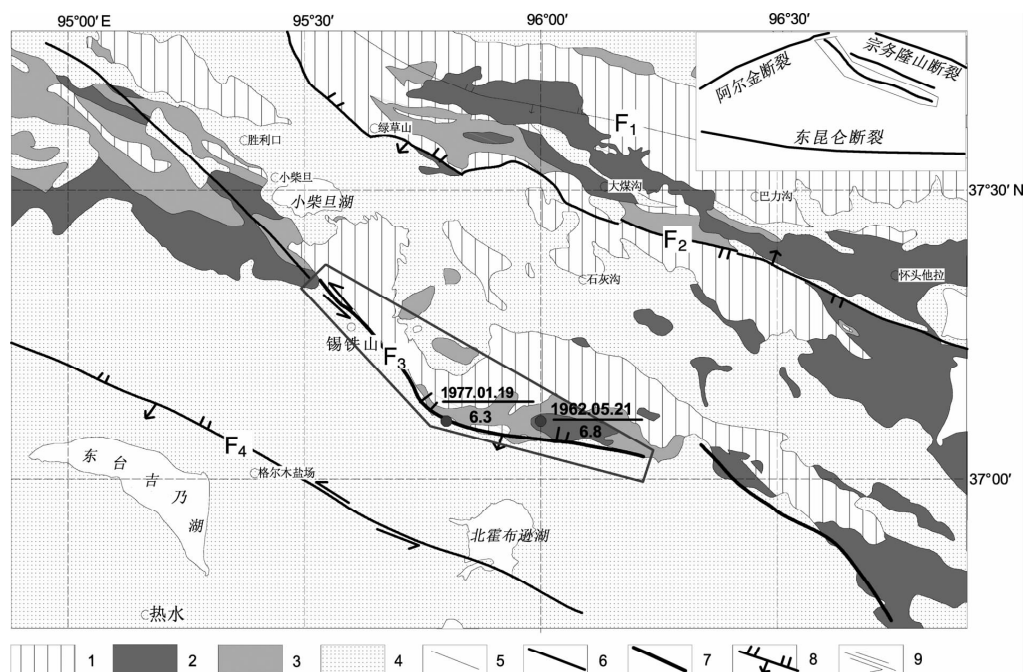 95°00′ E
95°30′
96°00′
96°30′
阿尔金断裂
宗务隆山断裂
东昆仑断裂
F1
绿草山
胜利口
小柴旦
小柴旦湖
大煤沟
巴力沟
37°30′ N
F2
石灰沟
怀头他拉
锡铁山
F3
1977.01.19
6.3
1962.05.21
6.8
F4
格尔木盐场
东台吉乃湖
37°00′
北霍布逊湖
热水
1
2
3
4
5
6
7
8
9